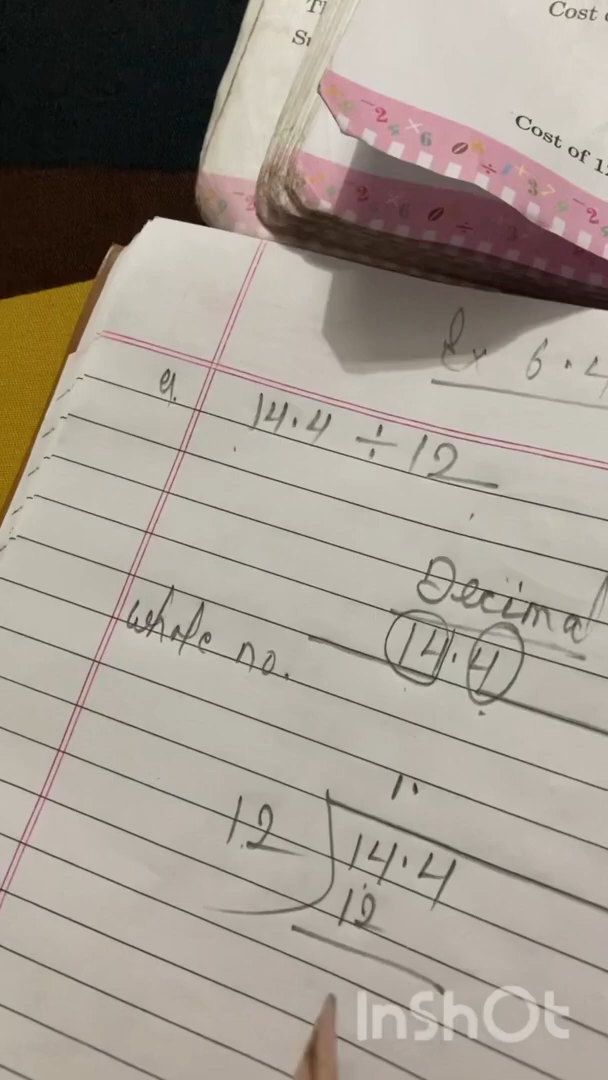 Cost
Cost of 12
Ex 6.4
q. 14.4 ÷ 12
Decimal
whole no. 14.4
1.
12 14.4
12
InShOt